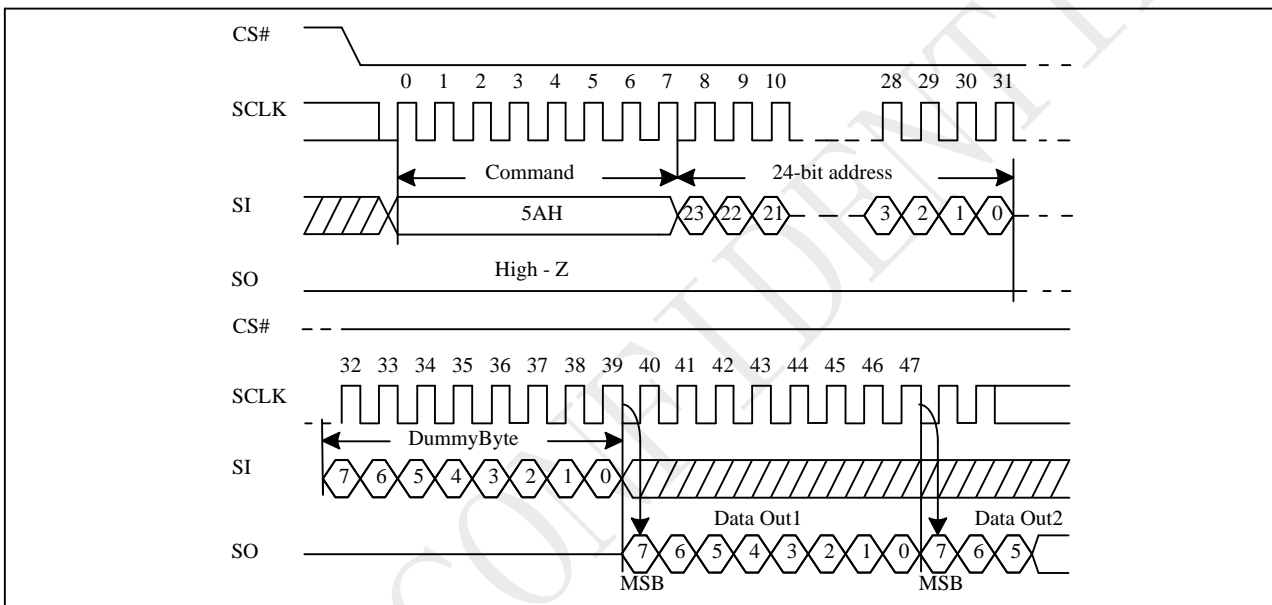 CS#
0 1 2 3 4 5 6 7 8 9 10 28 29 30 31
SCLK
Command 24-bit address
SI
5AH 23 22 21 3 2 1 0
High - Z
SO
CS#
32 33 34 35 36 37 38 39 40 41 42 43 44 45 46 47
SCLK
DummyByte
SI
7 6 5 4 3 2 1 0
Data Out1 Data Out2
SO
7 6 5 4 3 2 1 0 7 6 5
MSB MSB
CONFIDENTI